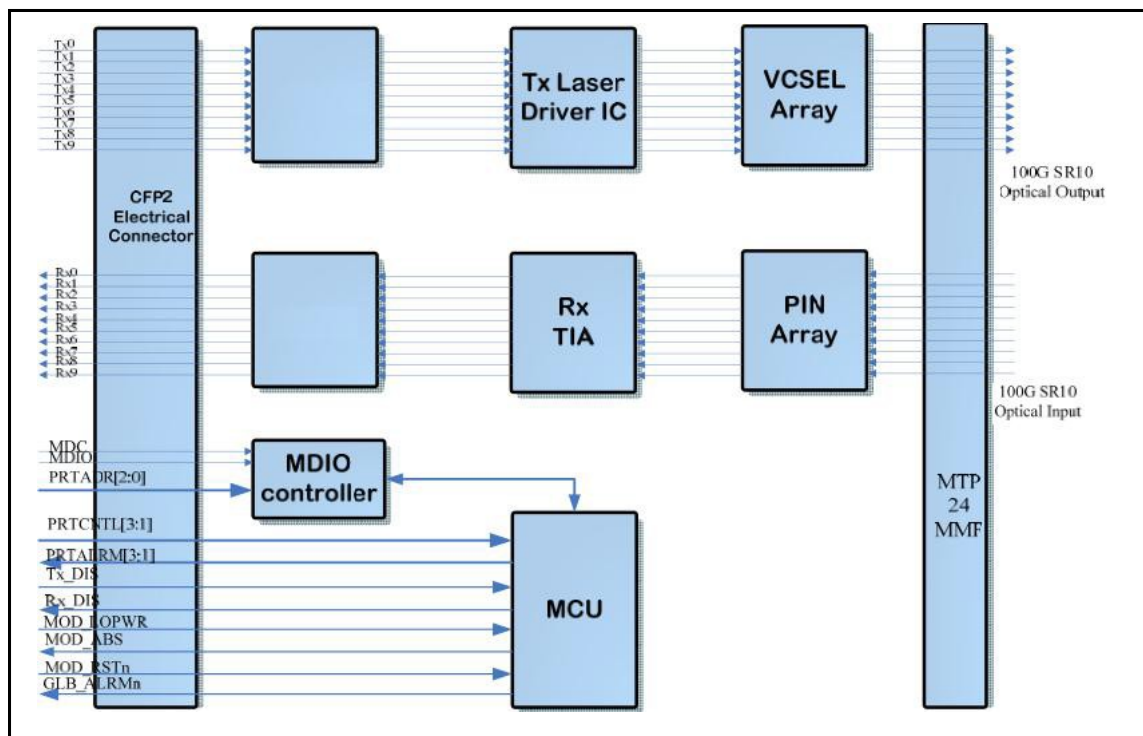 Tx0
Tx1
Tx2
Tx3
Tx4
Tx5
Tx6
Tx7
Tx8
Tx9
Tx Laser
Driver IC
VCSEL
Array
100G SR10
Optical Output
CFP2
Electrical
Connector
Rx0
Rx1
Rx2
Rx3
Rx4
Rx5
Rx6
Rx7
Rx8
Rx9
Rx
TIA
PIN
Array
100G SR10
Optical Input
MDC
MDIO
PRTADR[2:0]
MDIO
controller
MTP
24
MMF
PRTCNTL[3:1]
PRTALRM[3:1]
Tx_DIS
Rx_DIS
MOD_LOPWR
MOD_ABS
MOD_RSTn
GLB_ALRMn
MCU